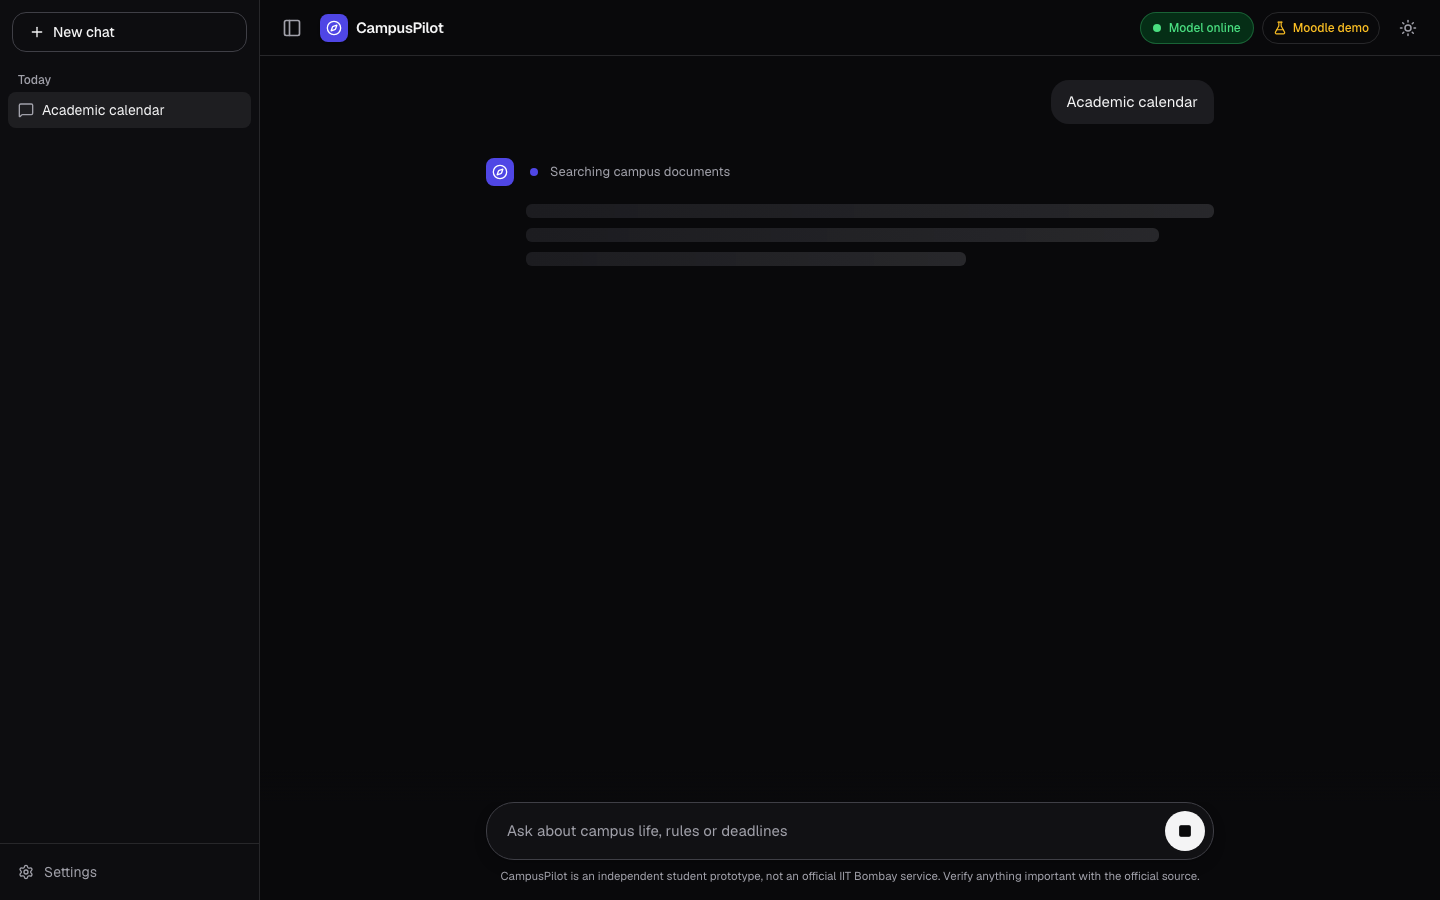 New chat
Today
Academic calendar
Settings
CampusPilot
Model online
Moodle demo
Academic calendar
Searching campus documents
Ask about campus life, rules or deadlines
CampusPilot is an independent student prototype, not an official IIT Bombay service. Verify anything important with the official source.